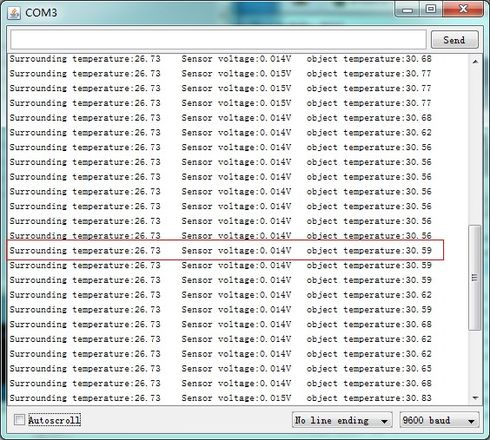 COM3
Send
Surrounding temperature:26.73 Sensor voltage:0.014V object temperature:30.68
Surrounding temperature:26.73 Sensor voltage:0.015V object temperature:30.77
Surrounding temperature:26.73 Sensor voltage:0.015V object temperature:30.77
Surrounding temperature:26.73 Sensor voltage:0.015V object temperature:30.77
Surrounding temperature:26.73 Sensor voltage:0.014V object temperature:30.68
Surrounding temperature:26.73 Sensor voltage:0.014V object temperature:30.62
Surrounding temperature:26.73 Sensor voltage:0.014V object temperature:30.56
Surrounding temperature:26.73 Sensor voltage:0.014V object temperature:30.56
Surrounding temperature:26.73 Sensor voltage:0.014V object temperature:30.56
Surrounding temperature:26.73 Sensor voltage:0.014V object temperature:30.56
Surrounding temperature:26.73 Sensor voltage:0.014V object temperature:30.56
Surrounding temperature:26.73 Sensor voltage:0.014V object temperature:30.56
Surrounding temperature:26.73 Sensor voltage:0.014V object temperature:30.56
Surrounding temperature:26.73 Sensor voltage:0.014V object temperature:30.59
Surrounding temperature:26.73 Sensor voltage:0.014V object temperature:30.59
Surrounding temperature:26.73 Sensor voltage:0.014V object temperature:30.59
Surrounding temperature:26.73 Sensor voltage:0.014V object temperature:30.62
Surrounding temperature:26.73 Sensor voltage:0.014V object temperature:30.59
Surrounding temperature:26.73 Sensor voltage:0.014V object temperature:30.68
Surrounding temperature:26.73 Sensor voltage:0.014V object temperature:30.62
Surrounding temperature:26.73 Sensor voltage:0.014V object temperature:30.62
Surrounding temperature:26.73 Sensor voltage:0.014V object temperature:30.65
Surrounding temperature:26.73 Sensor voltage:0.014V object temperature:30.68
Surrounding temperature:26.73 Sensor voltage:0.015V object temperature:30.83
Autoscroll No line ending 9600 baud